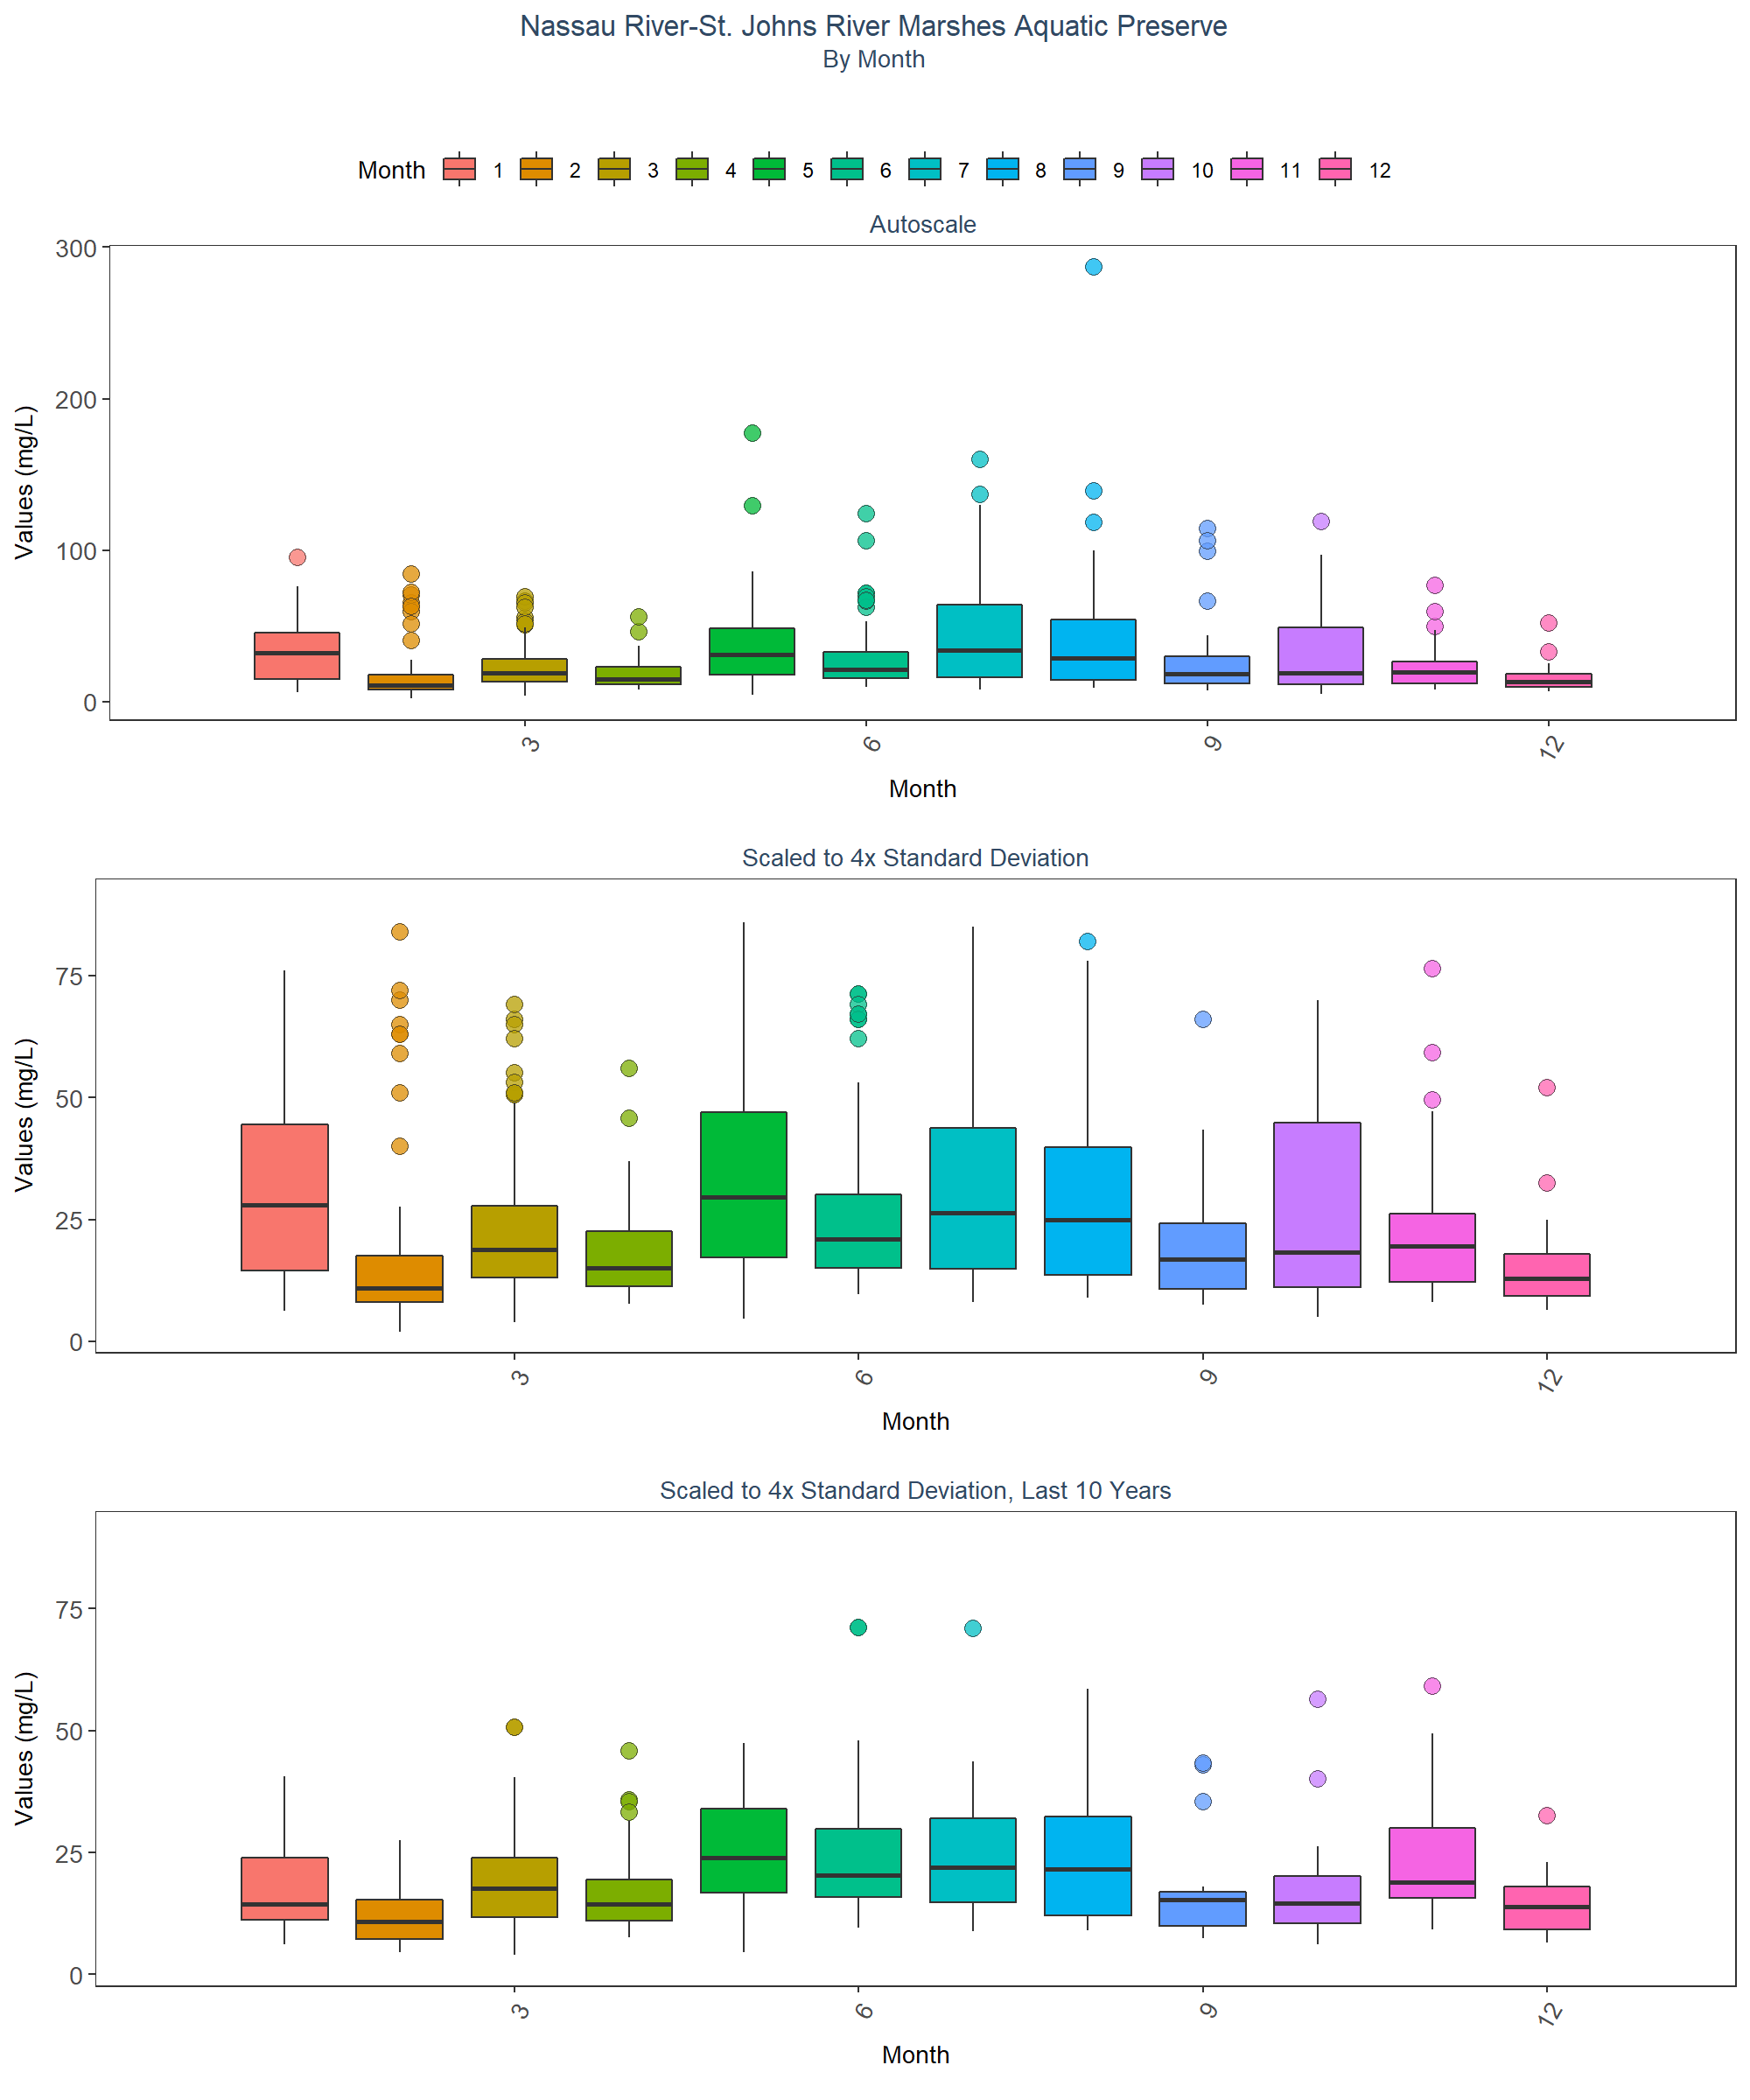 Nassau River-St. Johns River Marshes Aquatic Preserve
By Month
Month 1 2 3 4 5 6 7 8 9 10 11 12
Autoscale
300
200
100
0
Values (mg/L)
3 6 9 12
Month
Scaled to 4x Standard Deviation
75
50
25
0
Values (mg/L)
3 6 9 12
Month
Scaled to 4x Standard Deviation, Last 10 Years
75
50
25
0
Values (mg/L)
3 6 9 12
Month